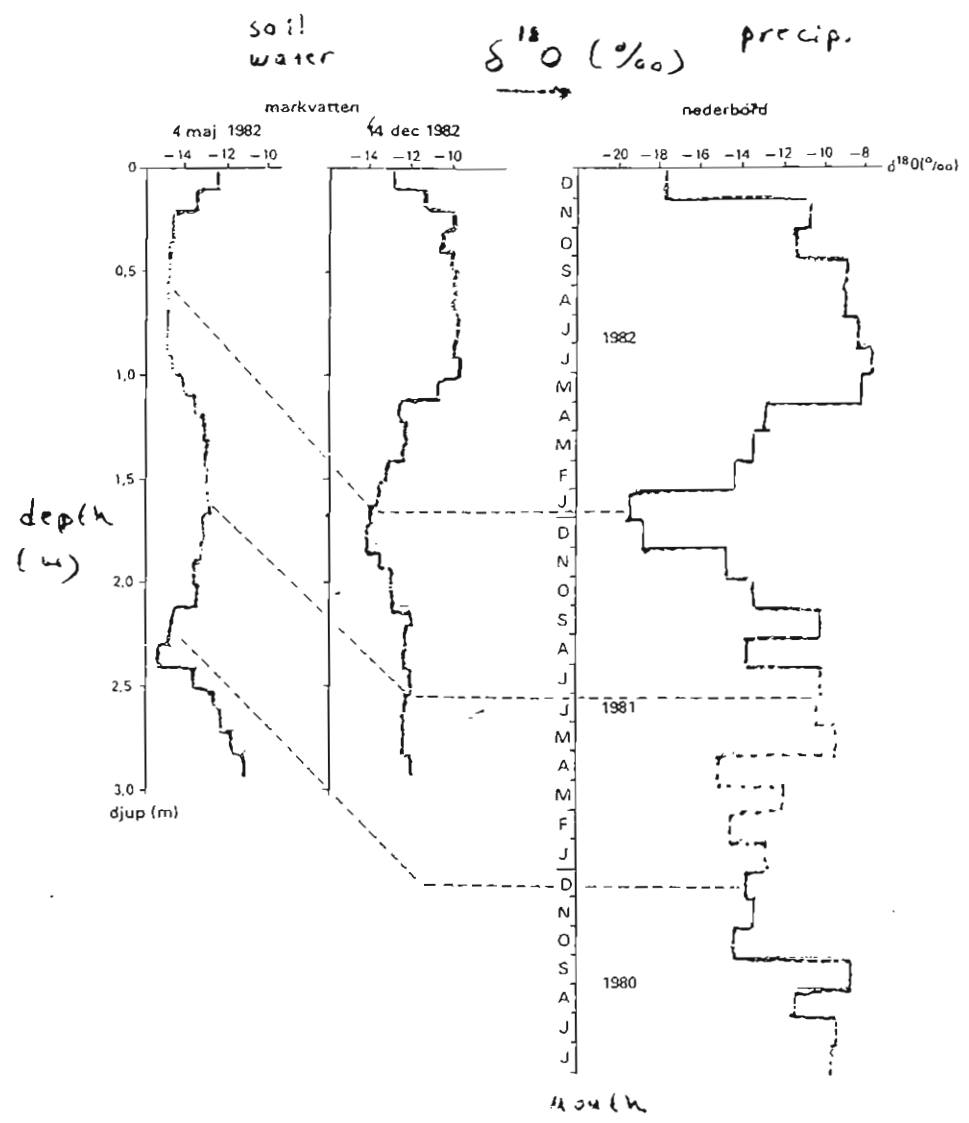 soil
water
δ¹⁸O (‰)
precip.
markvatten
nederbörd
4 maj 1982
14 dec 1982
−14 −12 −10
−14 −12 −10
−20 −18 −16 −14 −12 −10 −8 δ¹⁸O(‰)
0
0,5
1,0
1,5
2,0
2,5
3,0
depth
(m)
djup (m)
D
N
O
S
A
J
J
M
A
M
F
J
1982
D
N
O
S
A
J
J
M
A
M
F
J
1981
D
N
O
S
A
J
J
1980
month